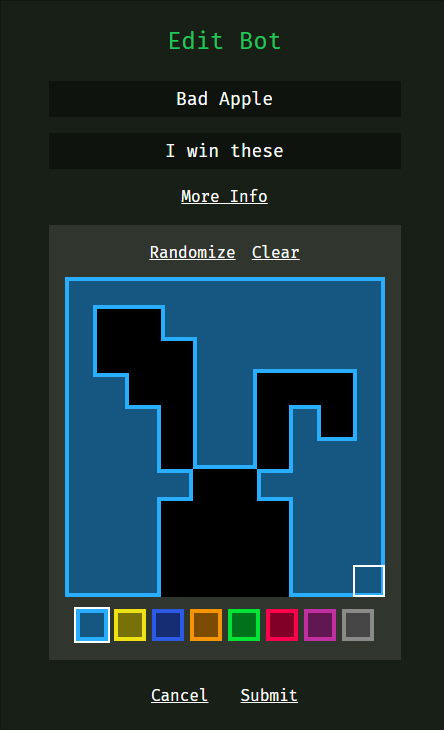 Edit Bot
Bad Apple
I win these
More Info
Randomize Clear
Cancel Submit